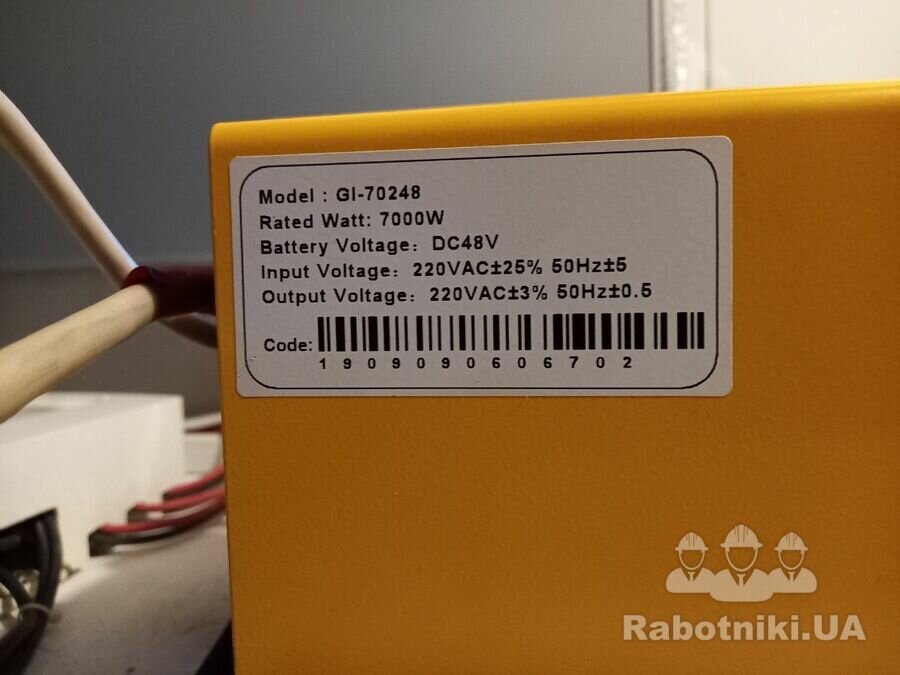 Model : GI-70248
Rated Watt: 7000W
Battery Voltage: DC48V
Input Voltage: 220VAC±25% 50Hz±5
Output Voltage: 220VAC±3% 50Hz±0.5
Code:
1909090606702
Rabotniki.UA